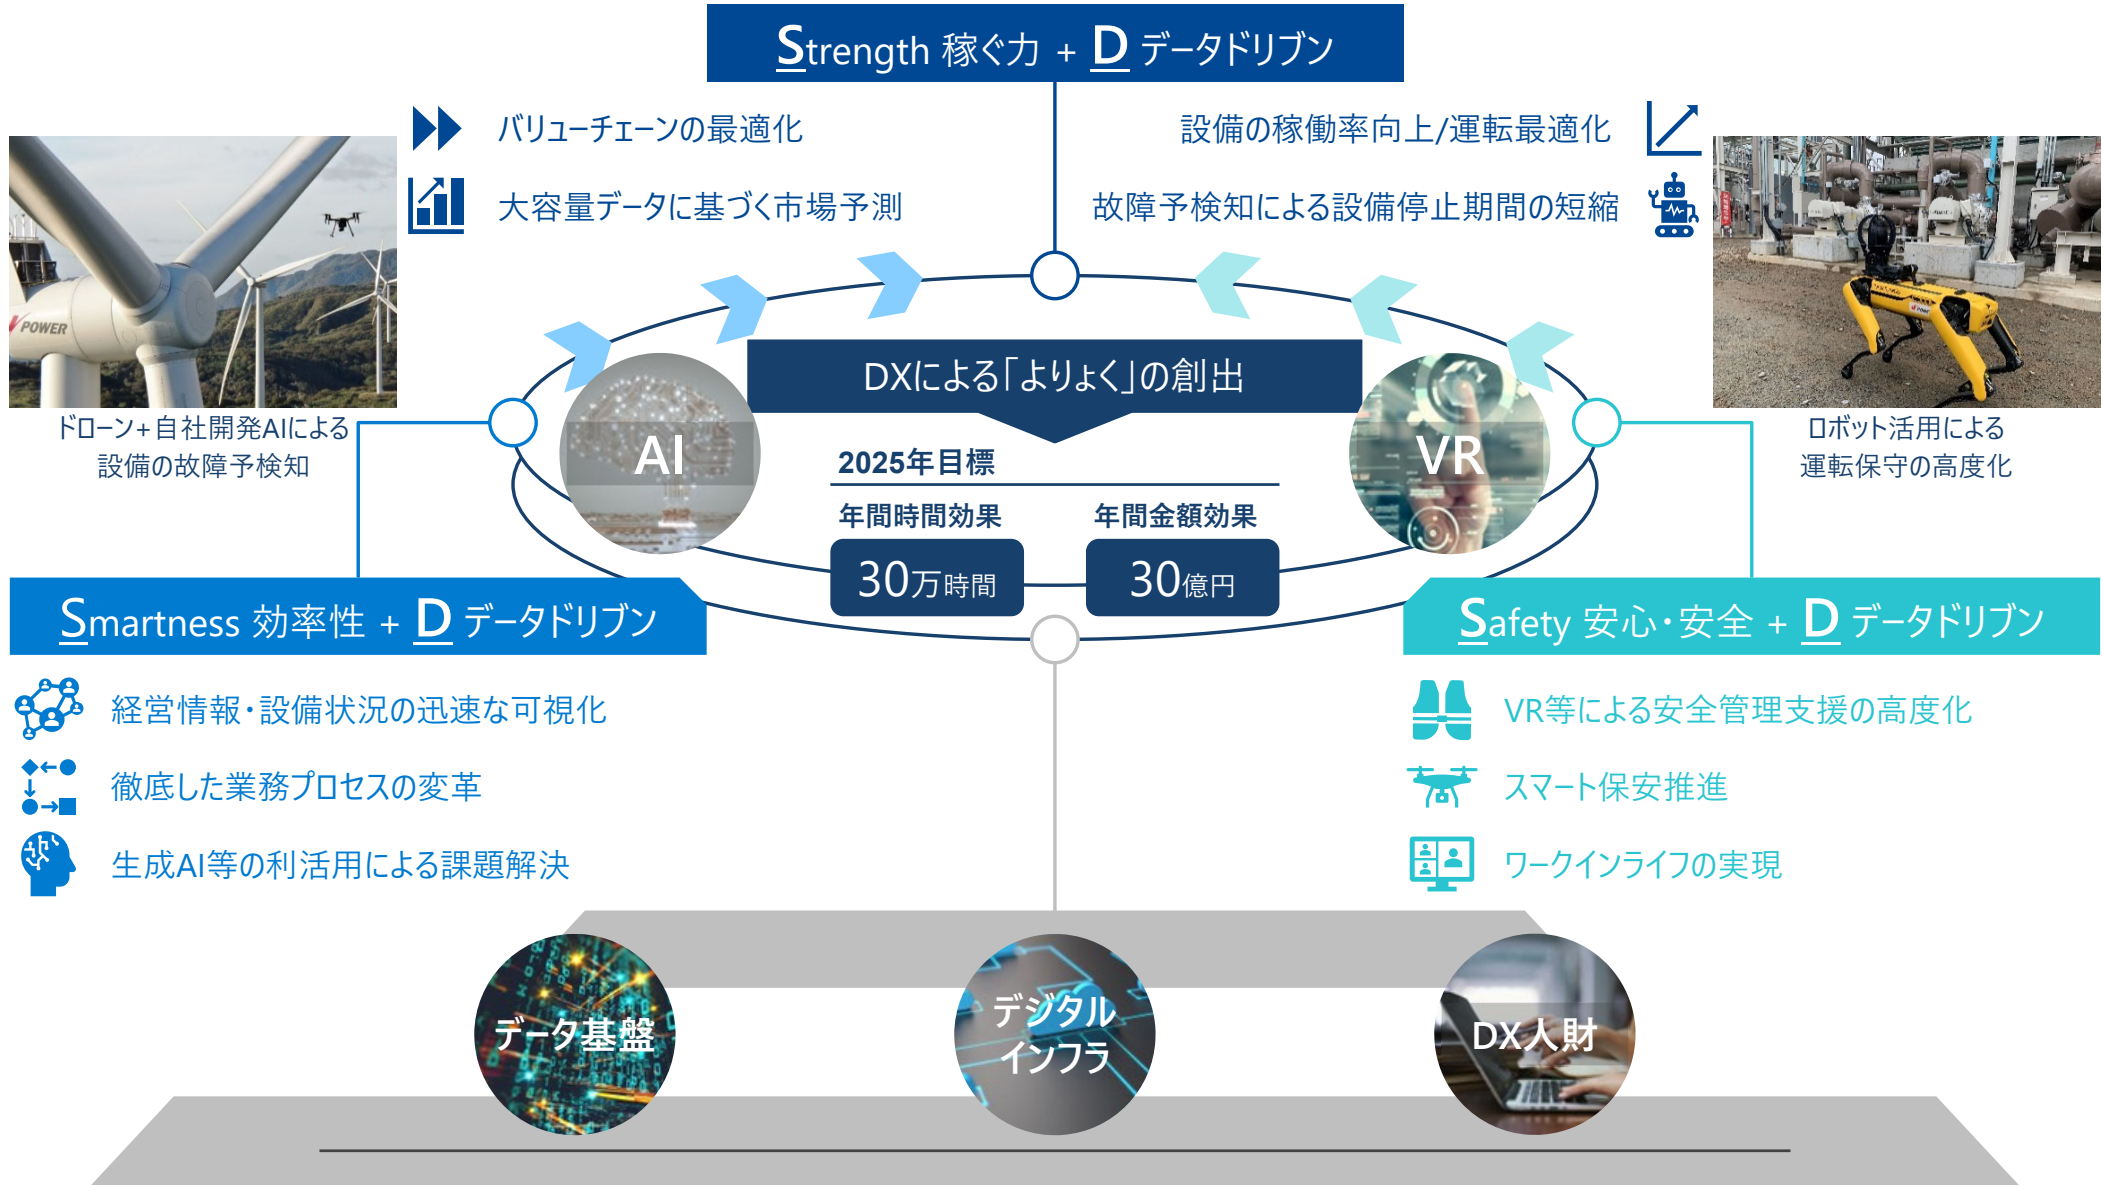 Strength 稼ぐ力 + D データドリブン
バリューチェーンの最適化
大容量データに基づく市場予測
設備の稼働率向上/運転最適化
故障予検知による設備停止期間の短縮
POWER
ドローン+自社開発AIによる
設備の故障予検知
ロボット活用による
運転保守の高度化
DXによる「よりょく」の創出
AI
VR
2025年目標
年間時間効果
30万時間
年間金額効果
30億円
Smartness 効率性 + D データドリブン
経営情報・設備状況の迅速な可視化
徹底した業務プロセスの変革
生成AI等の利活用による課題解決
Safety 安心・安全 + D データドリブン
VR等による安全管理支援の高度化
スマート保安推進
ワークインライフの実現
データ基盤
デジタル
インフラ
DX人財